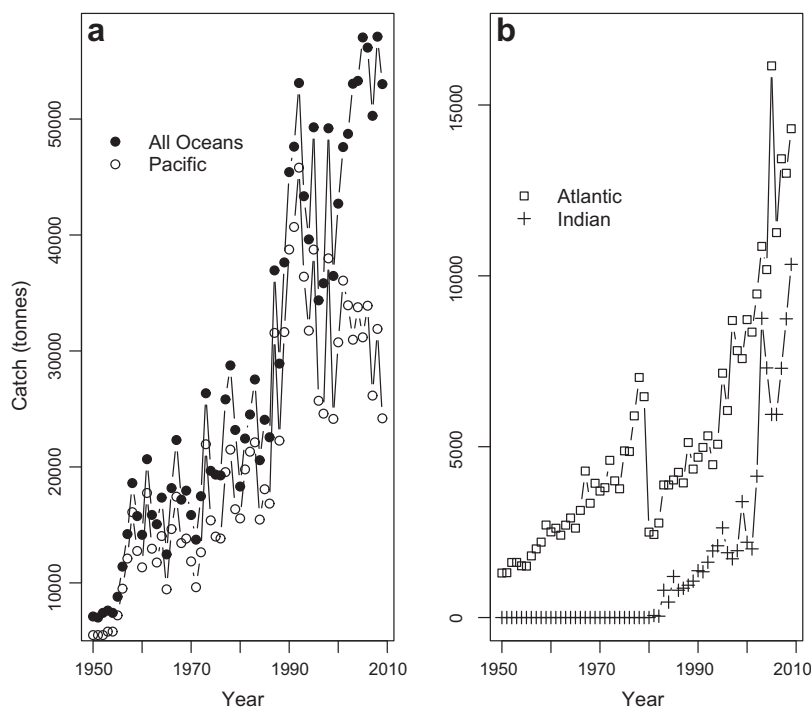 a
All Oceans
Pacific
Catch (tonnes)
10000
20000
30000
40000
50000
1950
1970
1990
2010
Year
b
Atlantic
Indian
0
5000
10000
15000
1950
1970
1990
2010
Year